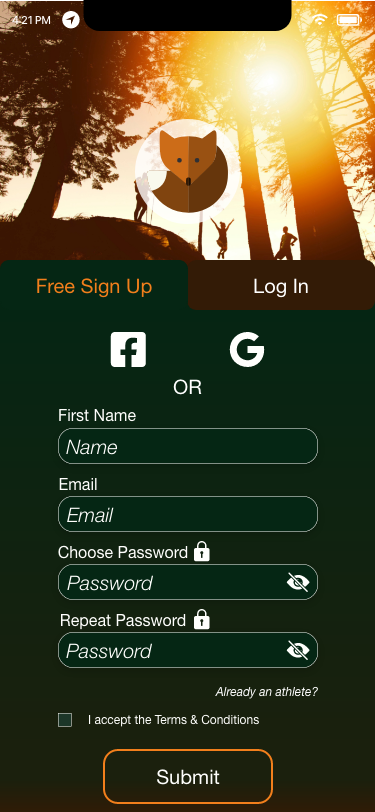 4:21 PM
Free Sign Up
Log In
OR
First Name
Name
Email
Email
Choose Password
Password
Repeat Password
Password
Already an athlete?
I accept the Terms & Conditions
Submit